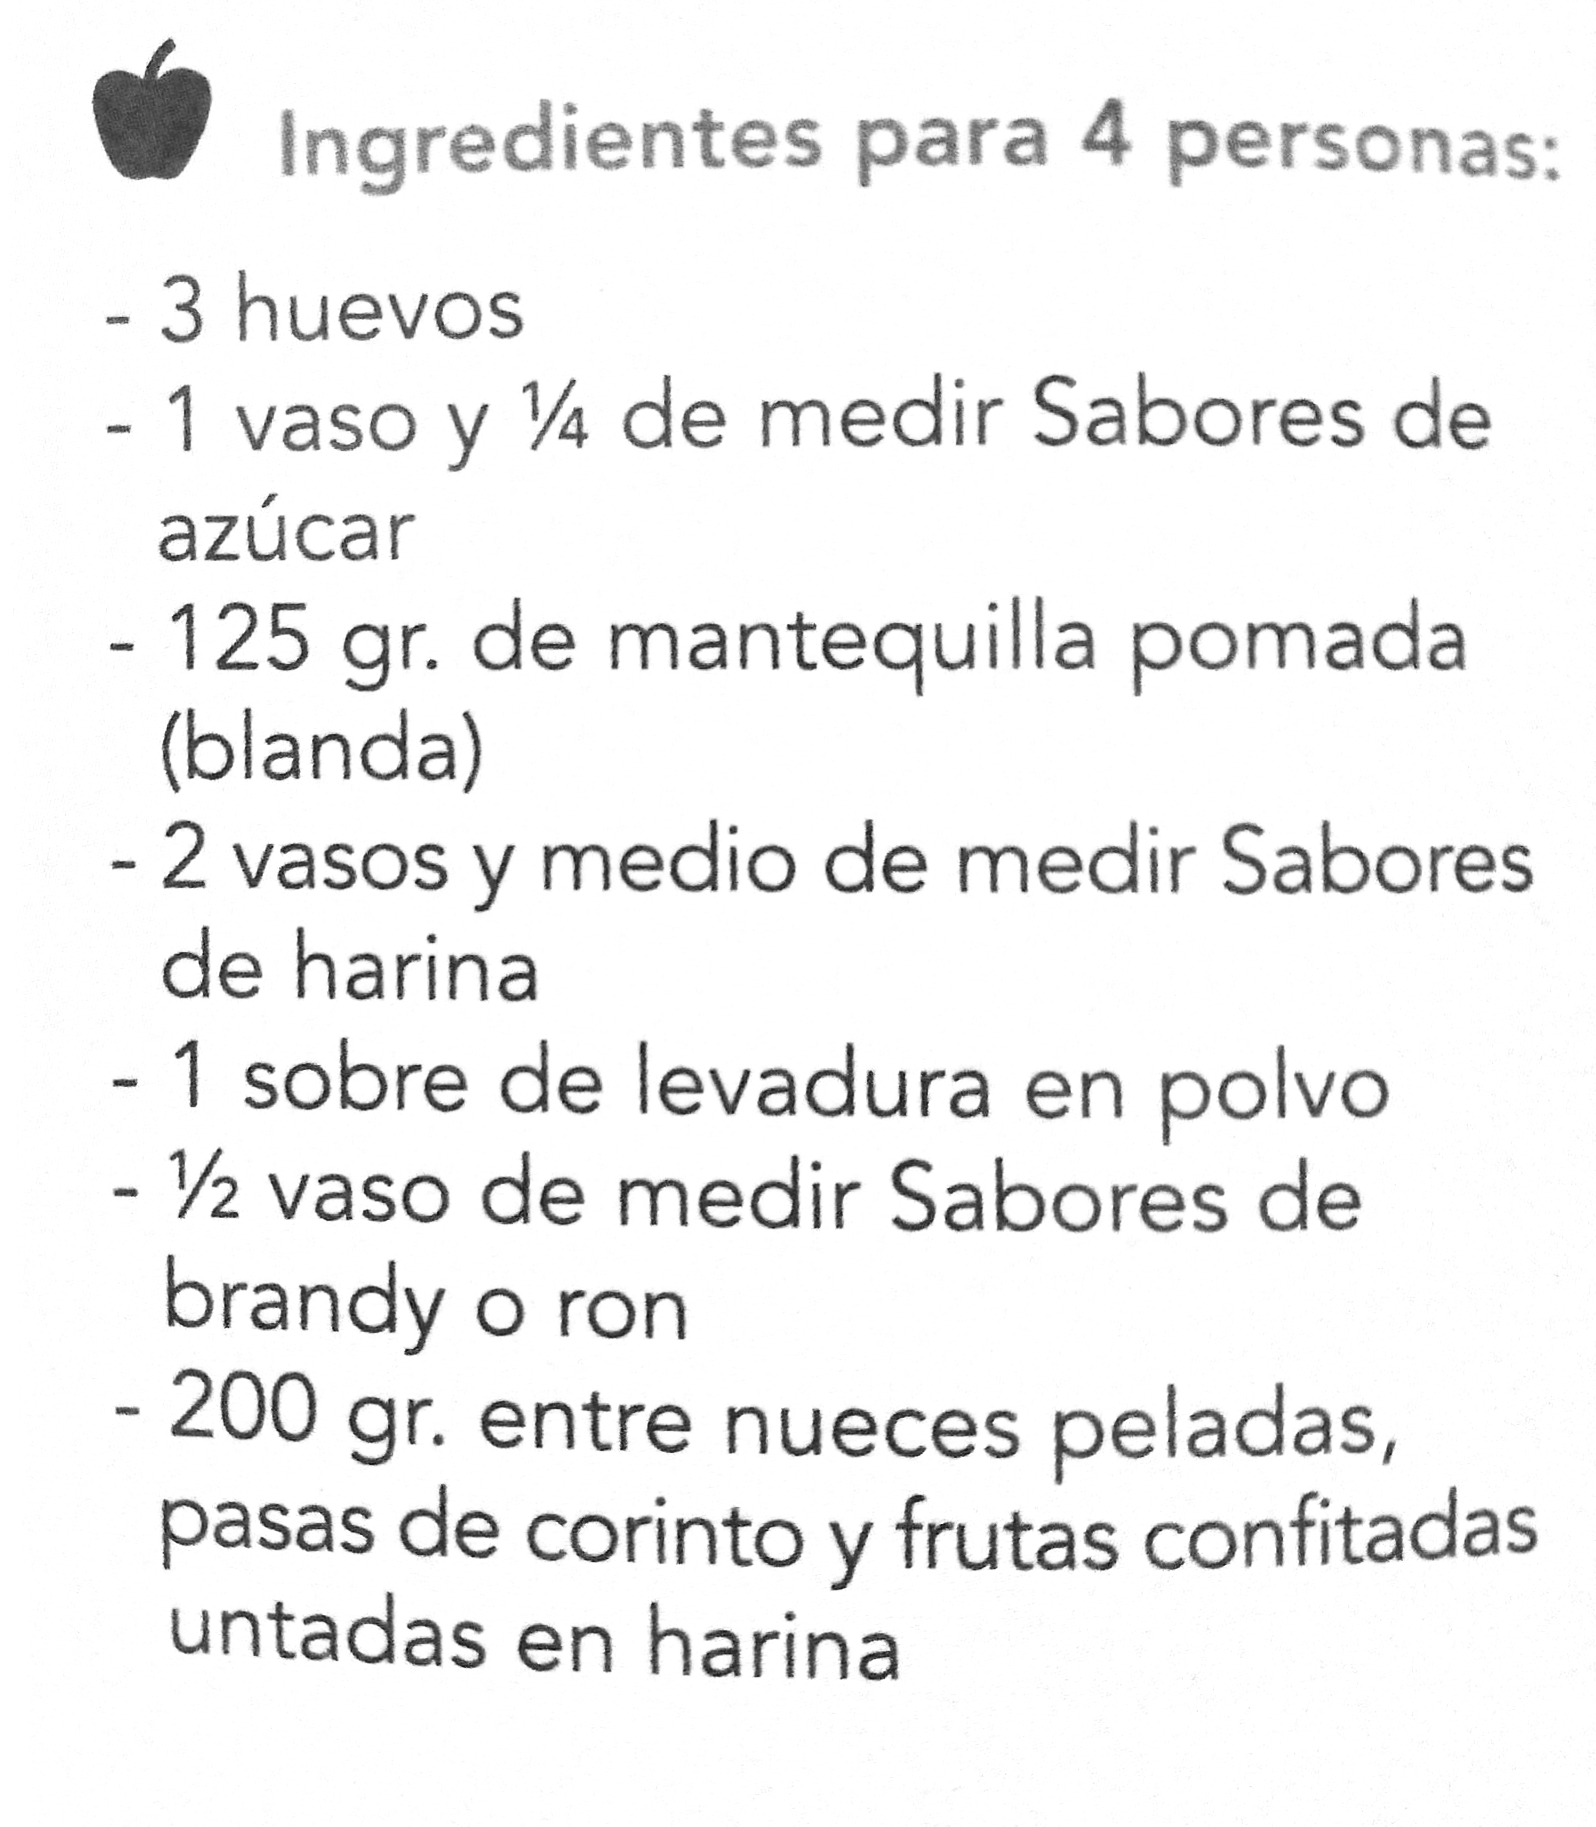 Ingredientes para 4 personas:
- 3 huevos
- 1 vaso y ¼ de medir Sabores de
azúcar
- 125 gr. de mantequilla pomada
(blanda)
- 2 vasos y medio de medir Sabores
de harina
- 1 sobre de levadura en polvo
- ½ vaso de medir Sabores de
brandy o ron
- 200 gr. entre nueces peladas,
pasas de corinto y frutas confitadas
untadas en harina